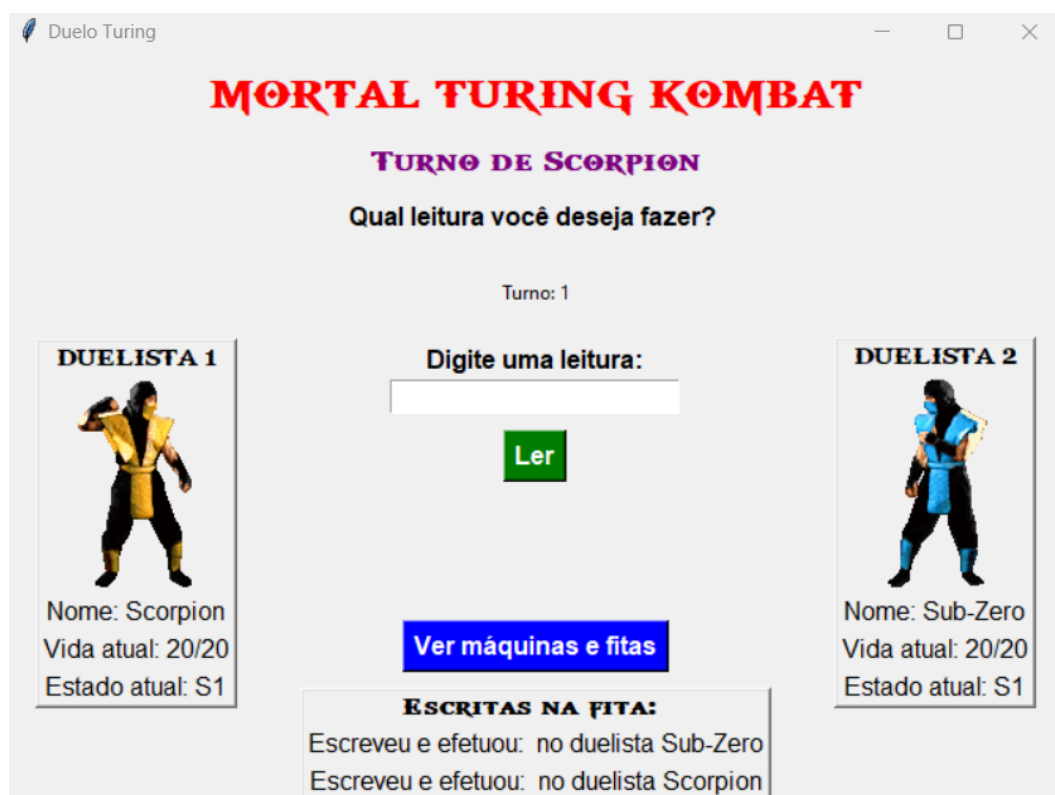 Duelo Turing
MORTAL TURING KOMBAT
TURNO DE SCORPION
Qual leitura você deseja fazer?
Turno: 1
DUELISTA 1
Nome: Scorpion
Vida atual: 20/20
Estado atual: S1
Digite uma leitura:
Ler
Ver máquinas e fitas
DUELISTA 2
Nome: Sub-Zero
Vida atual: 20/20
Estado atual: S1
ESCRITAS NA FITA:
Escreveu e efetuou: no duelista Sub-Zero
Escreveu e efetuou: no duelista Scorpion